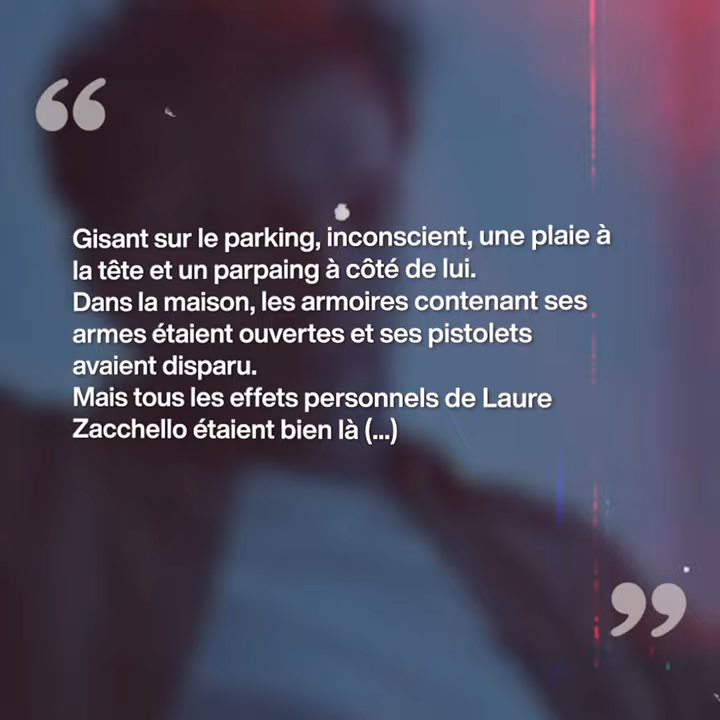 “
Gisant sur le parking, inconscient, une plaie à
la tête et un parpaing à côté de lui.
Dans la maison, les armoires contenant ses
armes étaient ouvertes et ses pistolets
avaient disparu.
Mais tous les effets personnels de Laure
Zacchello étaient bien là (...)
”